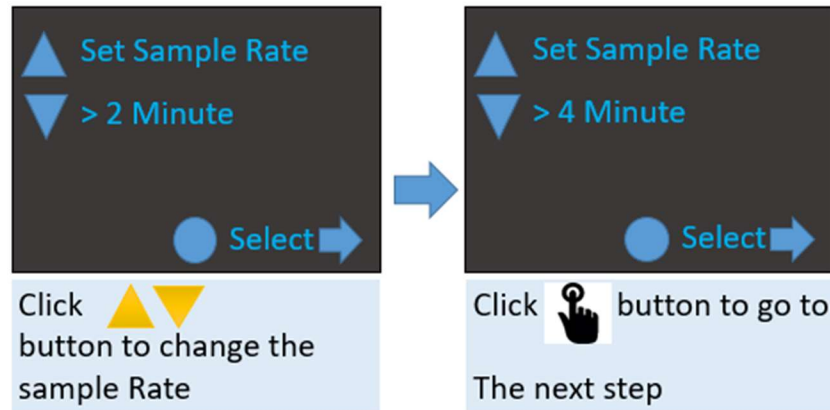 Set Sample Rate
> 2 Minute
Select
Click
button to change the
sample Rate
Set Sample Rate
> 4 Minute
Select
Click button to go to
The next step